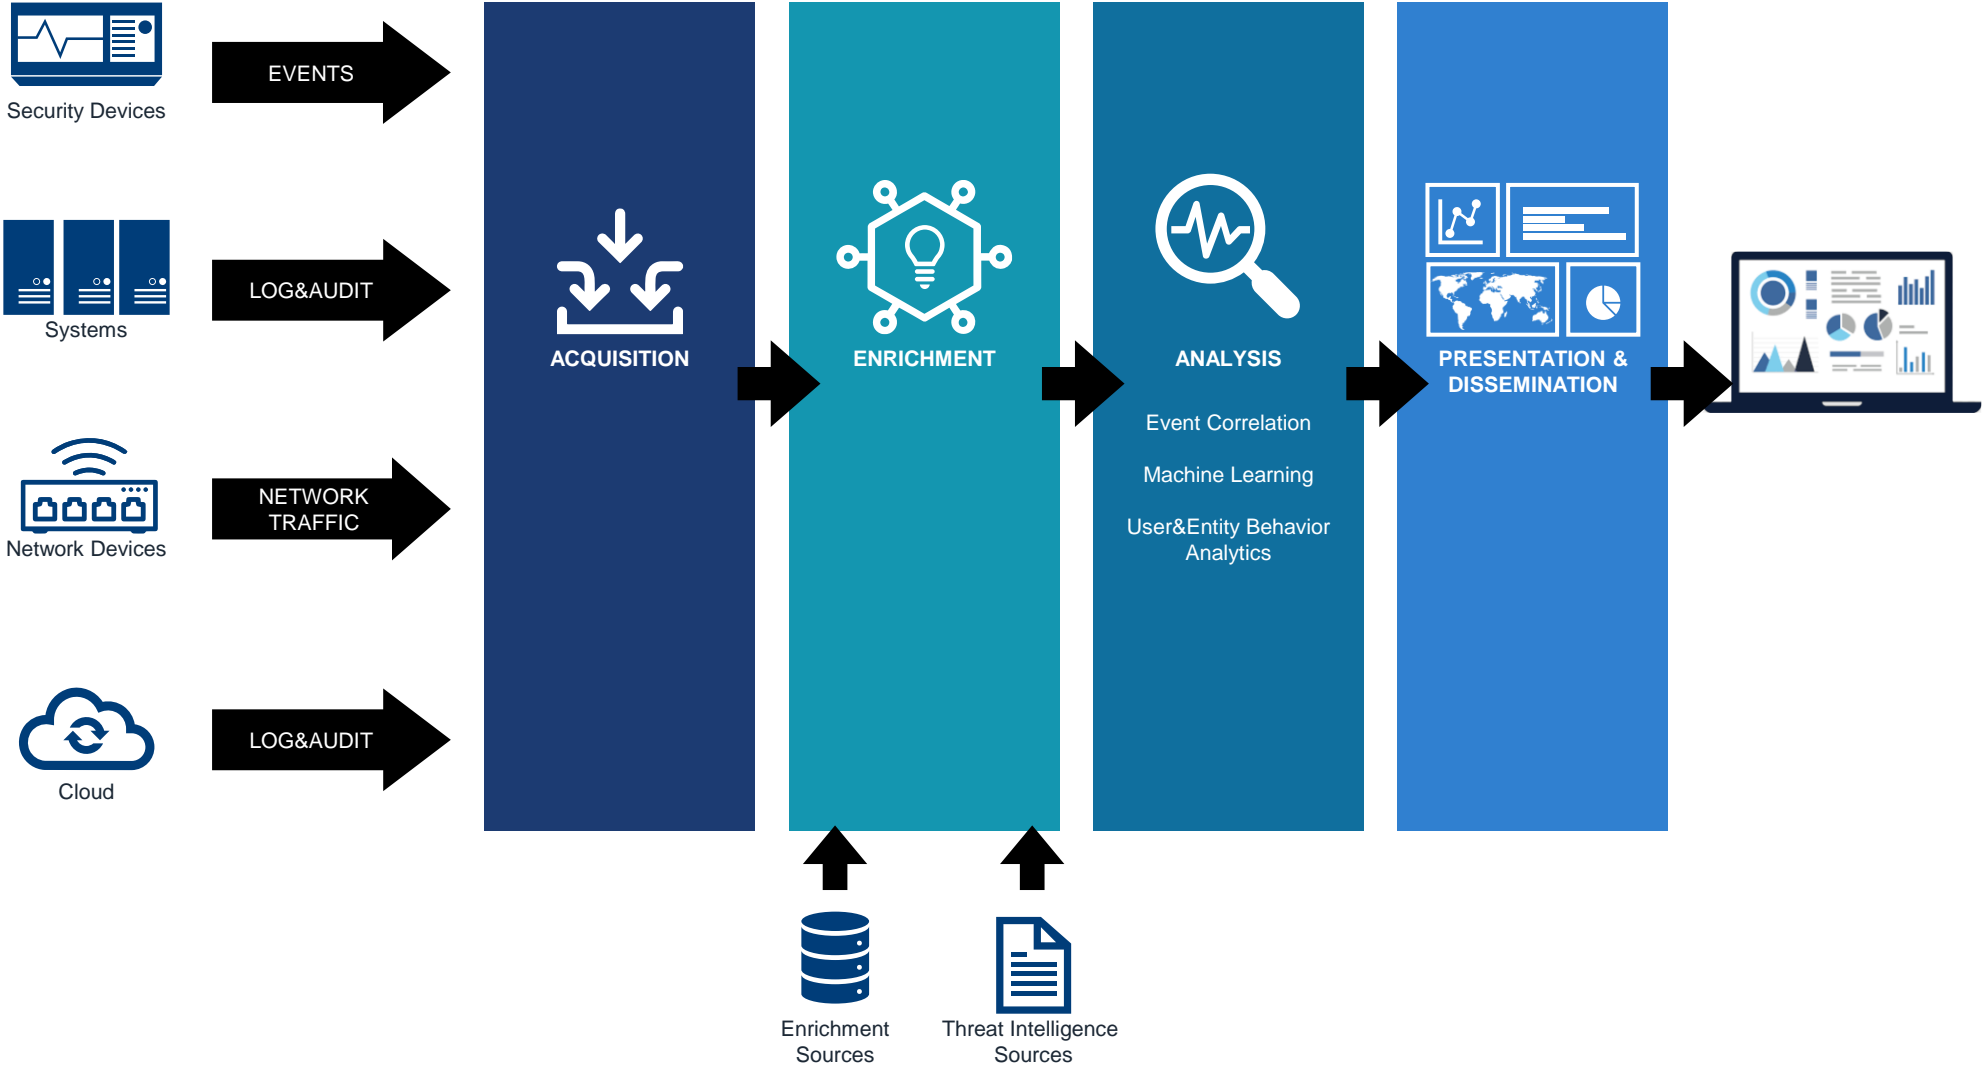 EVENTS
Security Devices
LOG&AUDIT
Systems
NETWORK
TRAFFIC
Network Devices
LOG&AUDIT
Cloud
ACQUISITION
ENRICHMENT
ANALYSIS
Event Correlation
Machine Learning
User&Entity Behavior
Analytics
PRESENTATION &
DISSEMINATION
Enrichment
Sources
Threat Intelligence
Sources